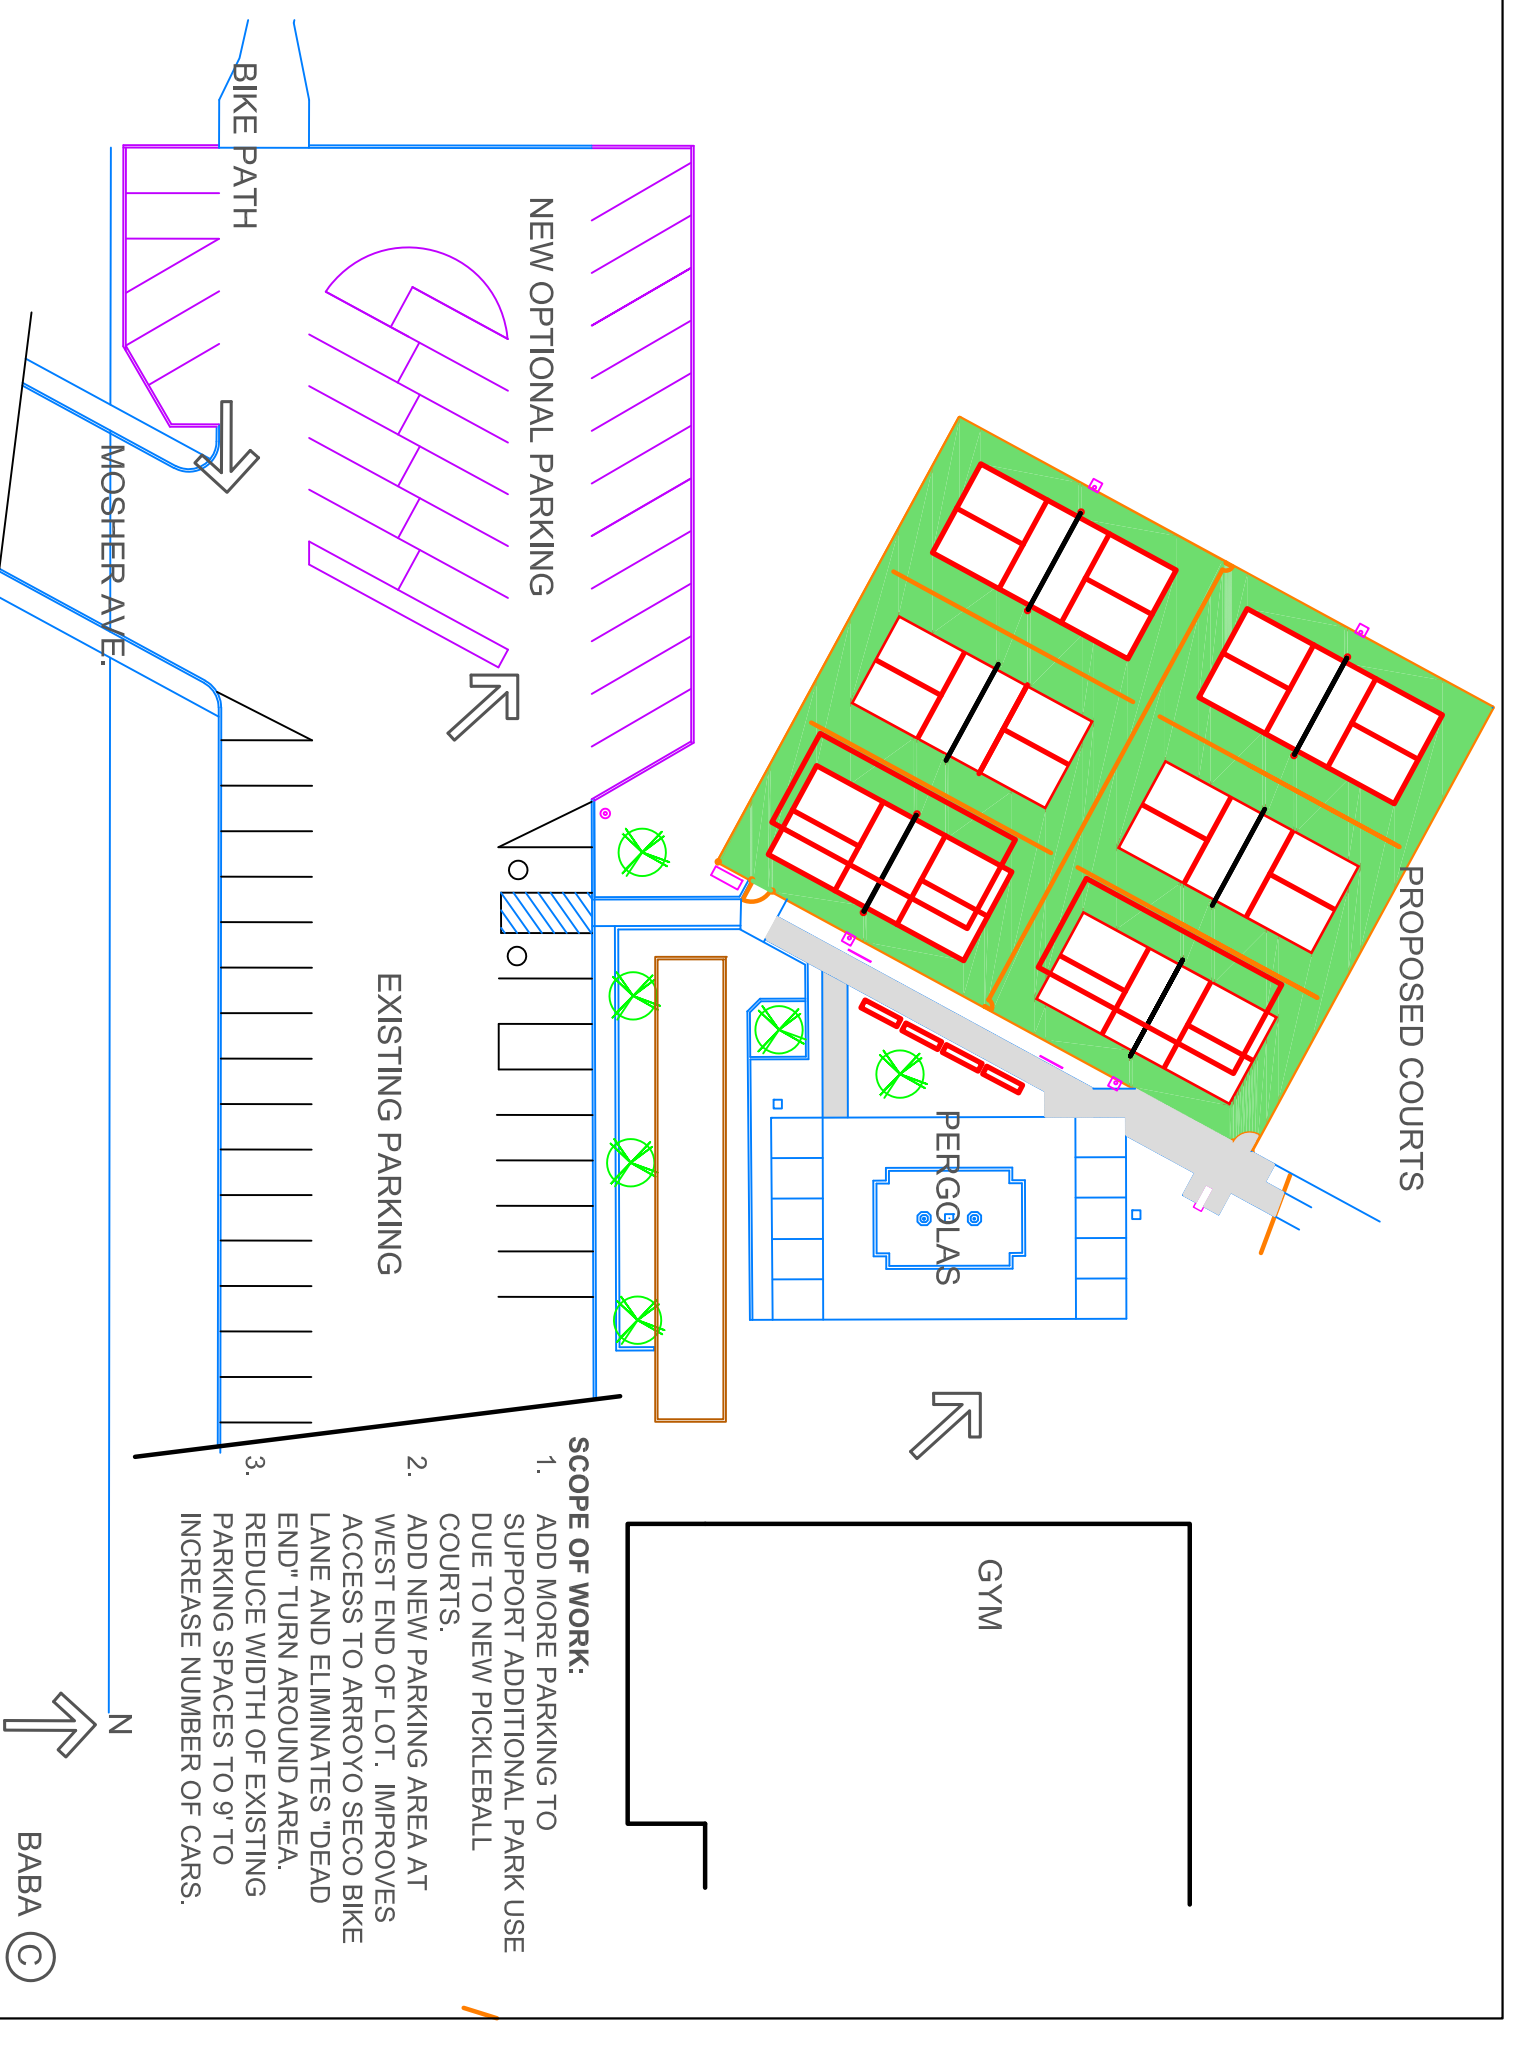 PROPOSED COURTS
BIKE PATH
NEW OPTIONAL PARKING
MOSHER AVE.
EXISTING PARKING
PERGOLAS
GYM
SCOPE OF WORK:
1. ADD MORE PARKING TO
SUPPORT ADDITIONAL PARK USE
DUE TO NEW PICKLEBALL
COURTS.
2. ADD NEW PARKING AREA AT
WEST END OF LOT. IMPROVES
ACCESS TO ARROYO SECO BIKE
LANE AND ELIMINATES "DEAD
END" TURN AROUND AREA.
3. REDUCE WIDTH OF EXISTING
PARKING SPACES TO 9' TO
INCREASE NUMBER OF CARS.
N
BABA ©